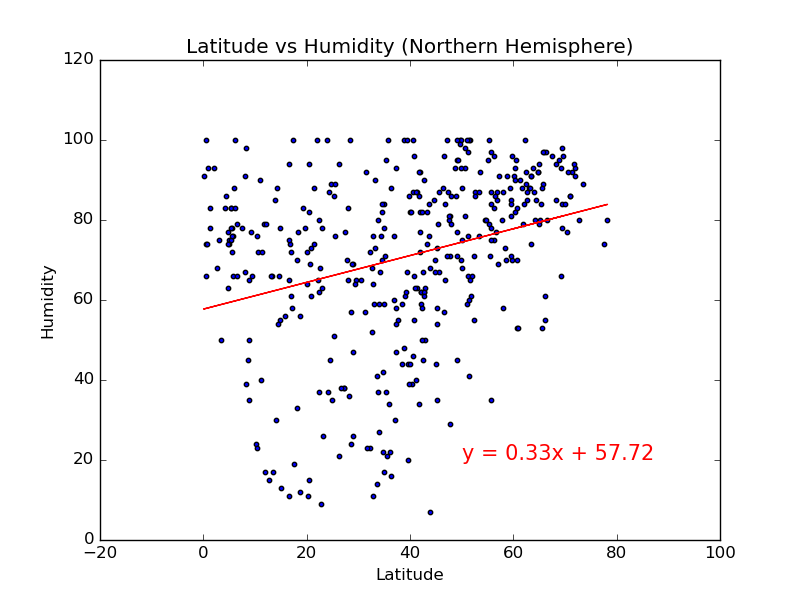 Latitude vs Humidity (Northern Hemisphere)
120
100
80
60
40
20
0
Humidity
y = 0.33x + 57.72
−20 0 20 40 60 80 100
Latitude